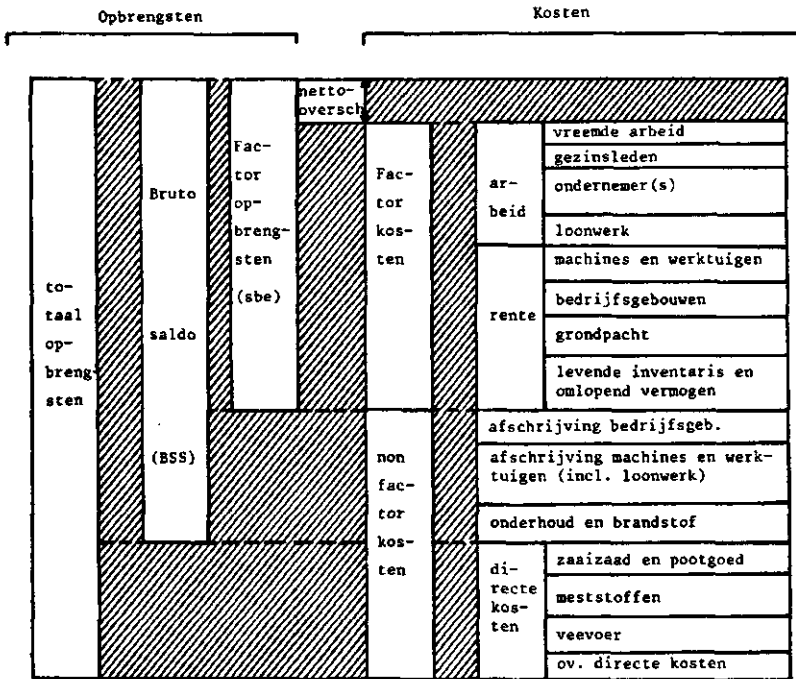 Opbrengsten
Kosten
to-
taal
op-
breng-
sten
Bruto
saldo
(BSS)
Fac-
tor
op-
breng-
sten
(sbe)
netto-
oversch
Fac-
tor
kos-
ten
non
fac-
tor
kos-
ten
ar-
beid
vreemde arbeid
gezinsleden
ondernemer(s)
loonwerk
rente
machines en werktuigen
bedrijfsgebouwen
grondpacht
levende inventaris en
omlopend vermogen
afschrijving bedrijfsgeb.
afschrijving machines en werk-
tuigen (incl. loonwerk)
onderhoud en brandstof
di-
recte
kos-
ten
zaaizaad en pootgoed
meststoffen
veevoer
ov. directe kosten